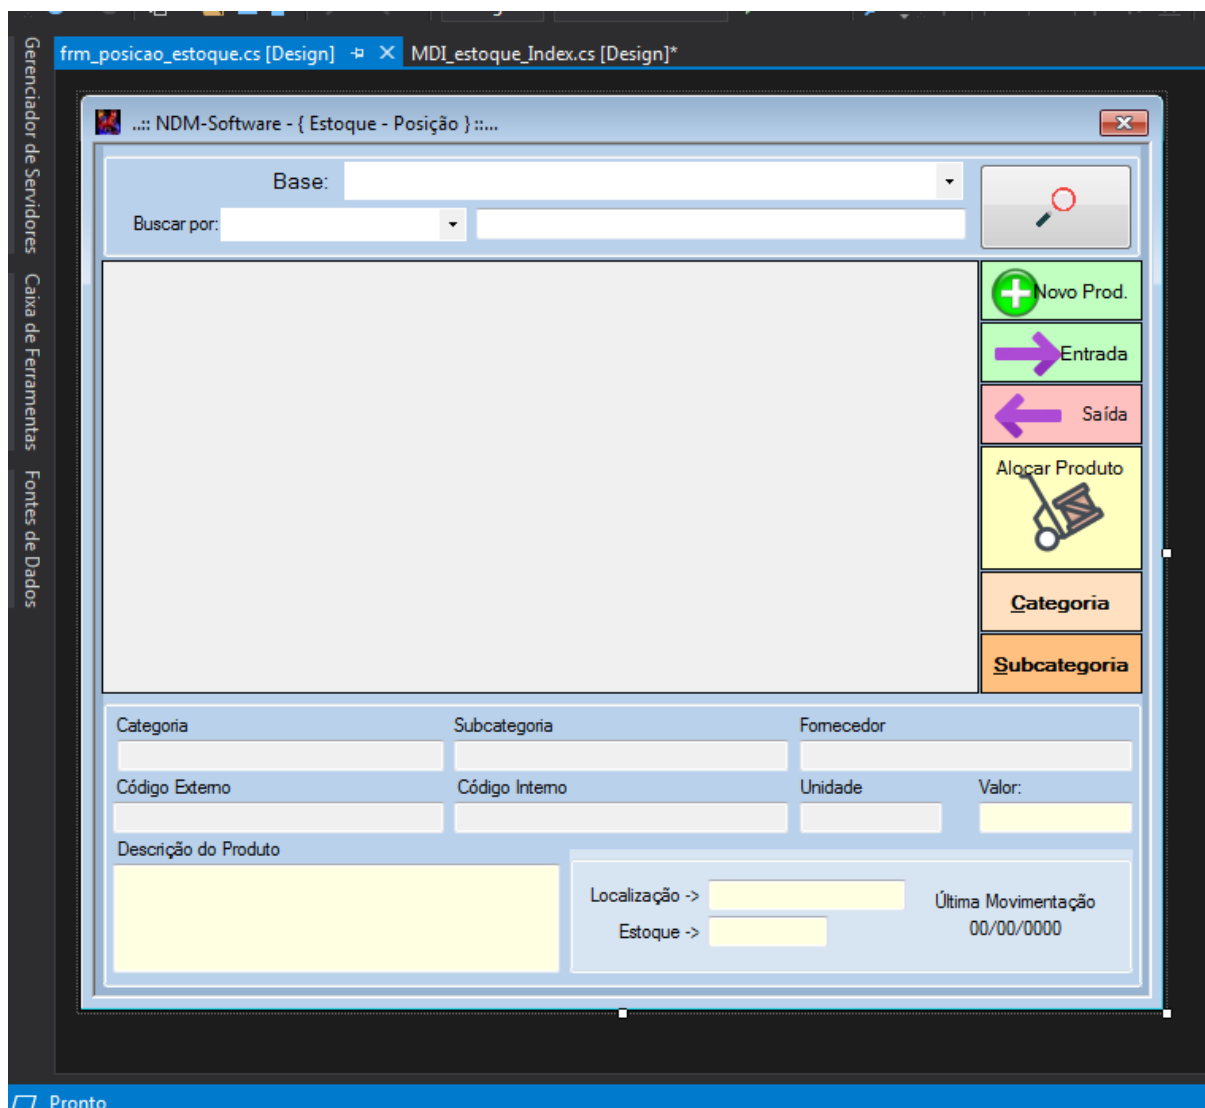 frm_posicao_estoque.cs [Design]
MDI_estoque_Index.cs [Design]*
Gerenciador de Servidores
Caixa de Ferramentas
Fontes de Dados
..:: NDM-Software - { Estoque - Posição } ::...
Base:
Buscar por:
Novo Prod.
Entrada
Saída
Alocar Produto
Categoria
Subcategoria
Categoria
Subcategoria
Fornecedor
Código Externo
Código Interno
Unidade
Valor:
Descrição do Produto
Localização ->
Estoque ->
Última Movimentação
00/00/0000
Pronto